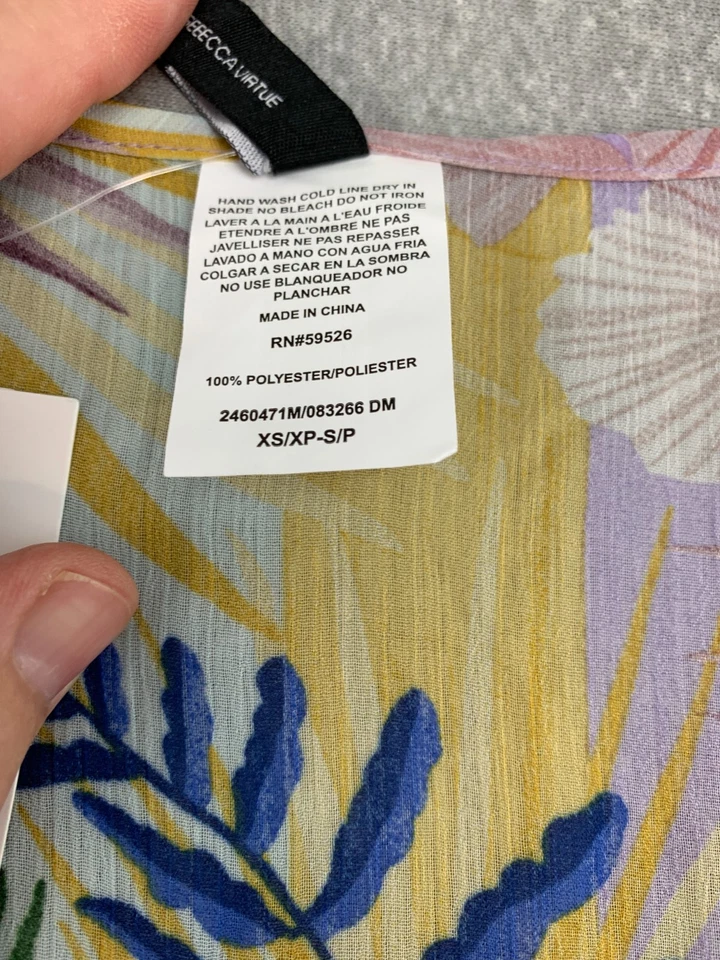 REBECCA VIRTUE
HAND WASH COLD LINE DRY IN
SHADE NO BLEACH DO NOT IRON
LAVER A LA MAIN A L'EAU FROIDE
ETENDRE A L'OMBRE NE PAS
JAVELLISER NE PAS REPASSER
LAVADO A MANO CON AGUA FRIA
COLGAR A SECAR EN LA SOMBRA
NO USE BLANQUEADOR NO
PLANCHAR
MADE IN CHINA
RN#59526
100% POLYESTER/POLIESTER
2460471M/083266 DM
XS/XP-S/P